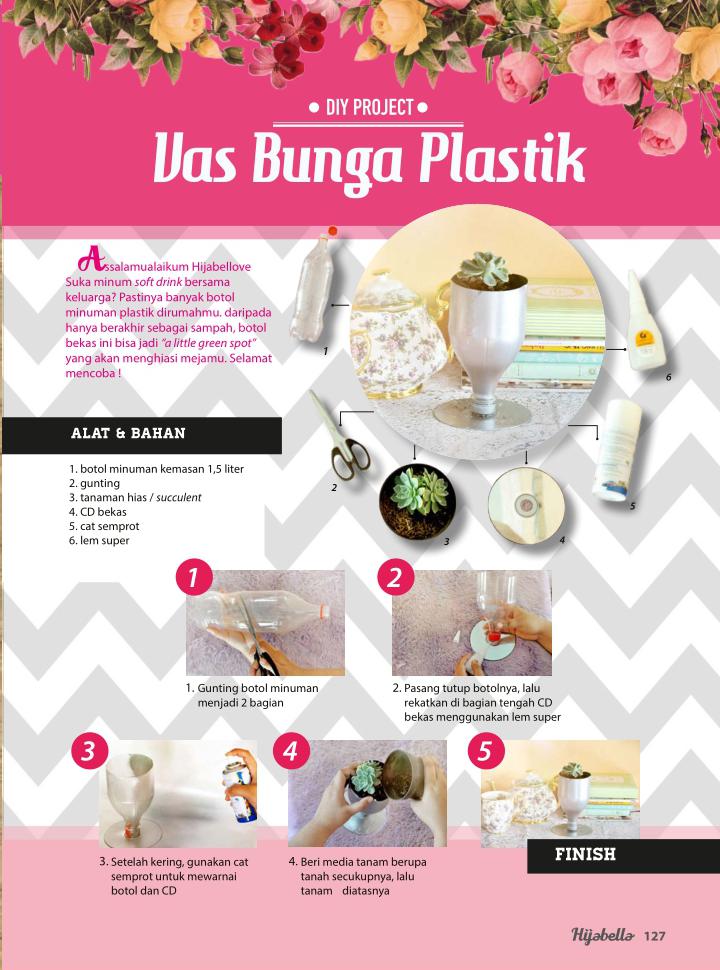 DIY PROJECT
Vas Bunga Plastik
Assalamualaikum Hijabellove
Suka minum soft drink bersama
keluarga? Pastinya banyak botol
minuman plastik dirumahmu. daripada
hanya berakhir sebagai sampah, botol
bekas ini bisa jadi “a little green spot”
yang akan menghiasi mejamu. Selamat
mencoba !
1
6
2
3
4
5
ALAT & BAHAN
1. botol minuman kemasan 1,5 liter
2. gunting
3. tanaman hias / succulent
4. CD bekas
5. cat semprot
6. lem super
1
1. Gunting botol minuman
menjadi 2 bagian
2
2. Pasang tutup botolnya, lalu
rekatkan di bagian tengah CD
bekas menggunakan lem super
3
3. Setelah kering, gunakan cat
semprot untuk mewarnai
botol dan CD
4
4. Beri media tanam berupa
tanah secukupnya, lalu
tanam diatasnya
5
FINISH
Hijabella 127